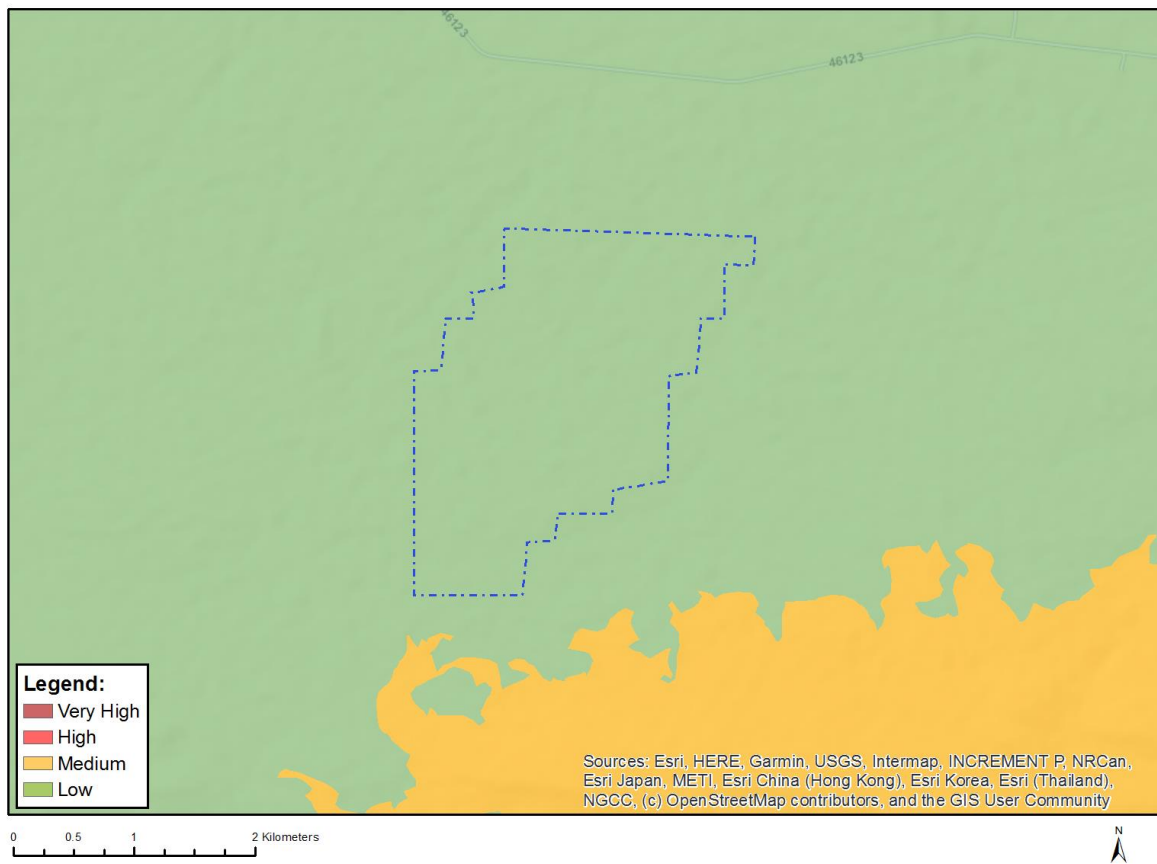 46123
46123
Legend:
Very High
High
Medium
Low
Sources: Esri, HERE, Garmin, USGS, Intermap, INCREMENT P, NRCan,
Esri Japan, METI, Esri China (Hong Kong), Esri Korea, Esri (Thailand),
NGCC, (c) OpenStreetMap contributors, and the GIS User Community
0 0.5 1 2 Kilometers
N